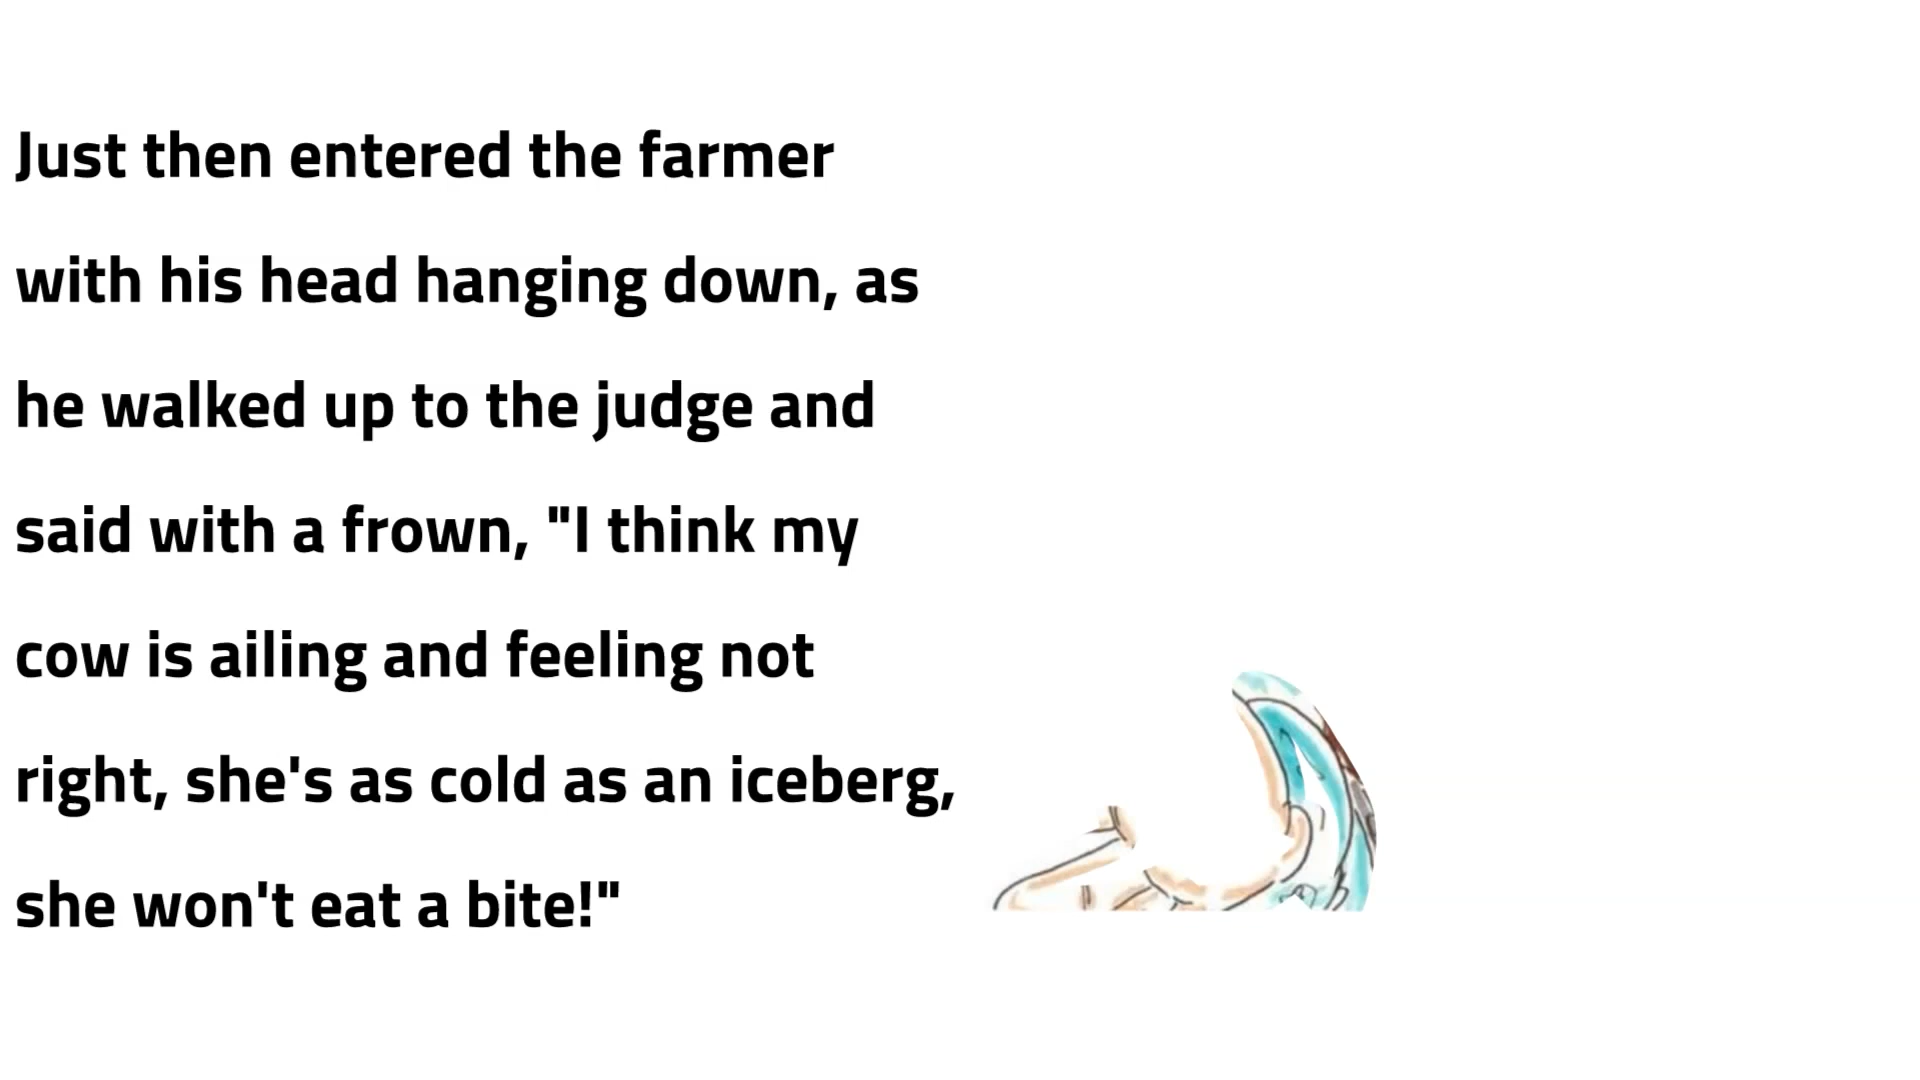 Just then entered the farmer
with his head hanging down, as
he walked up to the judge and
said with a frown, "I think my
cow is ailing and feeling not
right, she's as cold as an iceberg,
she won't eat a bite!"